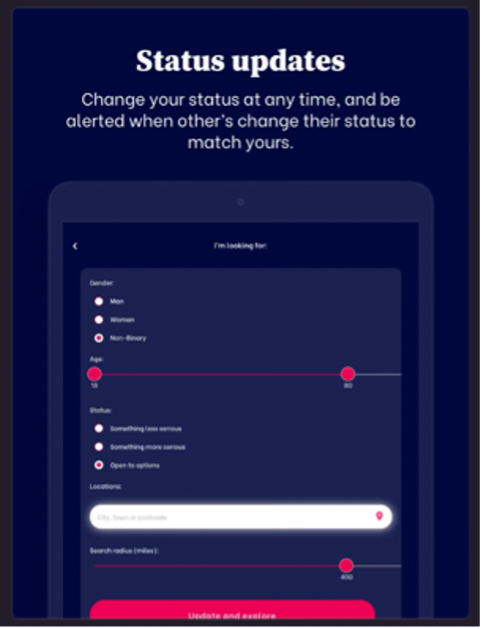 Status updates
Change your status at any time, and be
alerted when other's change their status to
match yours.
I'm looking for:
Gender:
Man
Woman
Non-Binary
Age:
18 80
Status:
Something less serious
Something more serious
Open to options
Locations:
City, town or postcode
Search radius (miles):
400
Update and explore